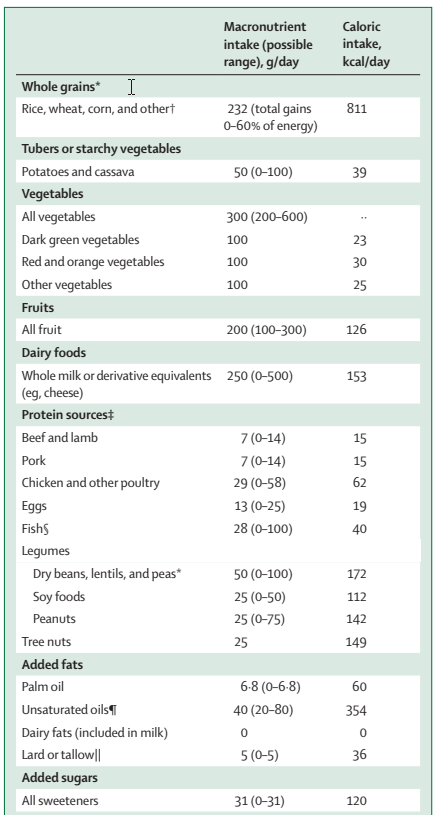 Macronutrient intake (possible range), g/day Caloric intake, kcal/day
Whole grains*
Rice, wheat, corn, and other† 232 (total gains 0–60% of energy) 811
Tubers or starchy vegetables
Potatoes and cassava 50 (0–100) 39
Vegetables
All vegetables 300 (200–600) ··
Dark green vegetables 100 23
Red and orange vegetables 100 30
Other vegetables 100 25
Fruits
All fruit 200 (100–300) 126
Dairy foods
Whole milk or derivative equivalents (eg, cheese) 250 (0–500) 153
Protein sources‡
Beef and lamb 7 (0–14) 15
Pork 7 (0–14) 15
Chicken and other poultry 29 (0–58) 62
Eggs 13 (0–25) 19
Fish§ 28 (0–100) 40
Legumes
Dry beans, lentils, and peas* 50 (0–100) 172
Soy foods 25 (0–50) 112
Peanuts 25 (0–75) 142
Tree nuts 25 149
Added fats
Palm oil 6·8 (0–6·8) 60
Unsaturated oils¶ 40 (20–80) 354
Dairy fats (included in milk) 0 0
Lard or tallow|| 5 (0–5) 36
Added sugars
All sweeteners 31 (0–31) 120